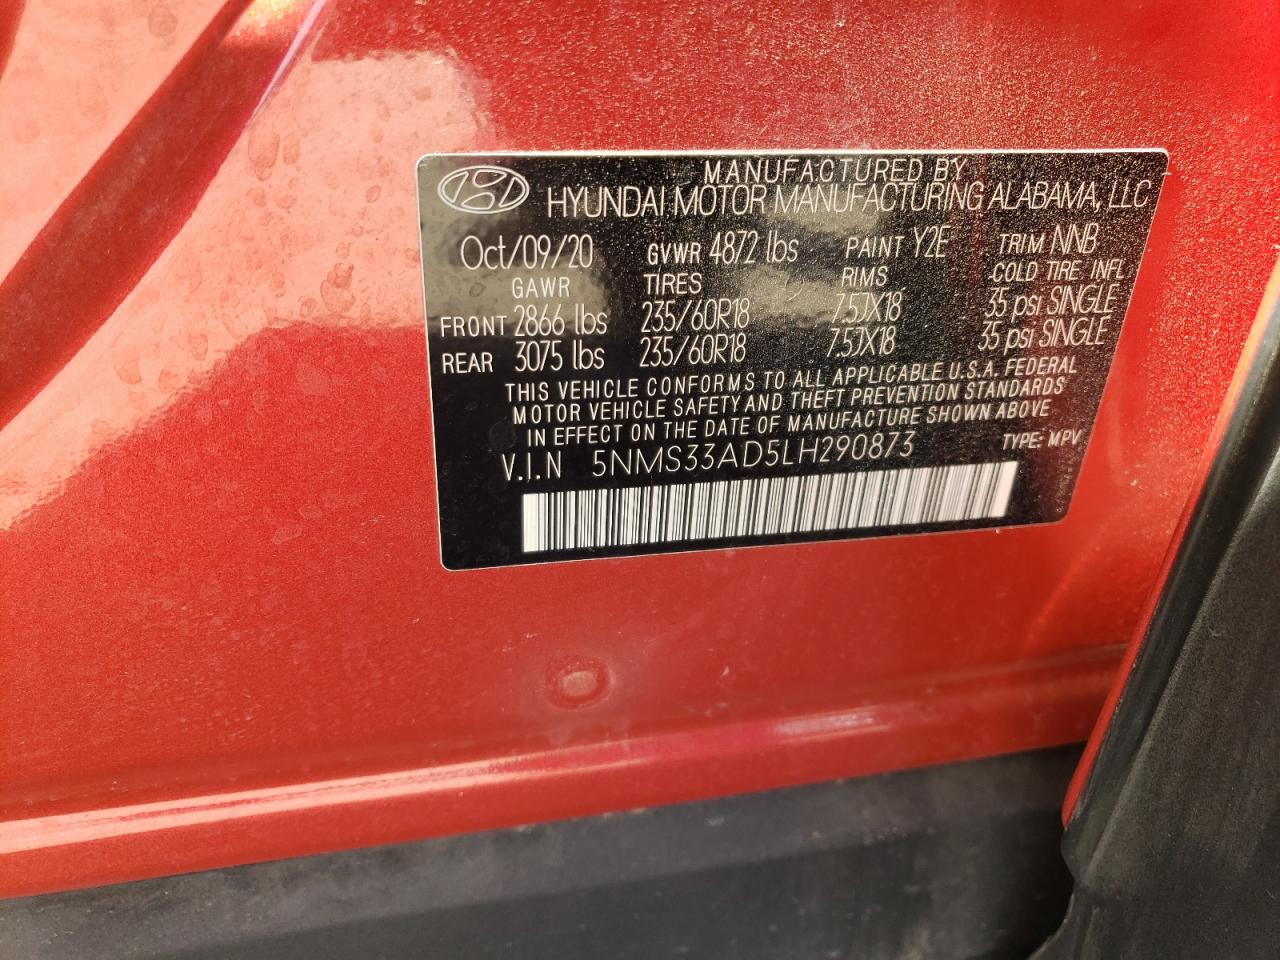 MANUFACTURED BY
HYUNDAI MOTOR MANUFACTURING ALABAMA, LLC
Oct/09/20 GVWR 4872 lbs PAINT Y2E TRIM NNB
GAWR TIRES RIMS COLD TIRE INFL
FRONT 2866 lbs 235/60R18 7.5JX18 35 psi SINGLE
REAR 3075 lbs 235/60R18 7.5JX18 35 psi SINGLE
THIS VEHICLE CONFORMS TO ALL APPLICABLE U.S.A. FEDERAL
MOTOR VEHICLE SAFETY AND THEFT PREVENTION STANDARDS
IN EFFECT ON THE DATE OF MANUFACTURE SHOWN ABOVE
V.I.N 5NMS33AD5LH290873 TYPE: MPV